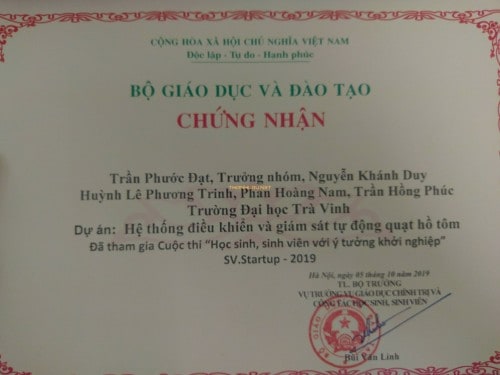 CỘNG HÒA XÃ HỘI CHỦ NGHĨA VIỆT NAM
Độc lập - Tự do - Hạnh phúc
BỘ GIÁO DỤC VÀ ĐÀO TẠO
CHỨNG NHẬN
Trần Phước Đạt, Trưởng nhóm, Nguyễn Khánh Duy
Huỳnh Lê Phương Trinh, Phan Hoàng Nam, Trần Hồng Phúc
Trường Đại học Trà Vinh
Dự án: Hệ thống điều khiển và giám sát tự động quạt hồ tôm
Đã tham gia Cuộc thi "Học sinh, sinh viên với ý tưởng khởi nghiệp"
SV.Startup - 2019
Hà Nội, ngày 05 tháng 10 năm 2019
TL. BỘ TRƯỞNG
VỤ TRƯỞNG VỤ GIÁO DỤC CHÍNH TRỊ VÀ
CÔNG TÁC HỌC SINH, SINH VIÊN
Bùi Văn Linh